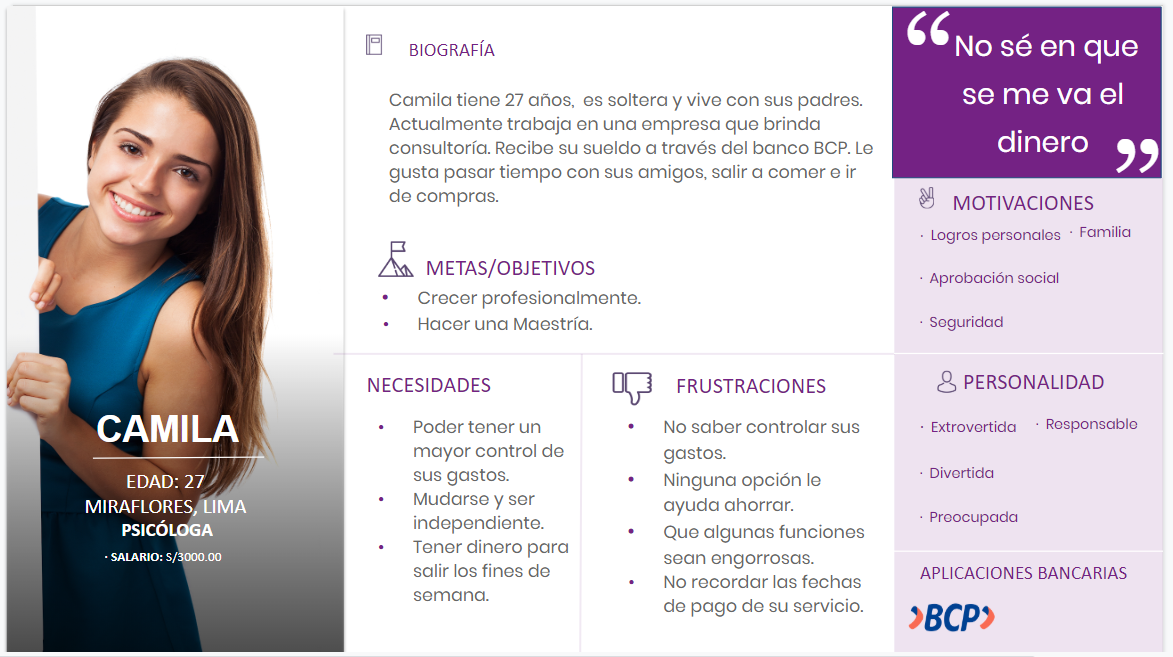 CAMILA
EDAD: 27
MIRAFLORES, LIMA
PSICÓLOGA
· SALARIO: S/3000.00
BIOGRAFÍA
Camila tiene 27 años, es soltera y vive con sus padres.
Actualmente trabaja en una empresa que brinda
consultoría. Recibe su sueldo a través del banco BCP. Le
gusta pasar tiempo con sus amigos, salir a comer e ir
de compras.
METAS/OBJETIVOS
• Crecer profesionalmente.
• Hacer una Maestría.
NECESIDADES
• Poder tener un
mayor control de
sus gastos.
• Mudarse y ser
independiente.
• Tener dinero para
salir los fines de
semana.
FRUSTRACIONES
• No saber controlar sus
gastos.
• Ninguna opción le
ayuda ahorrar.
• Que algunas funciones
sean engorrosas.
• No recordar las fechas
de pago de su servicio.
“No sé en que
se me va el
dinero”
MOTIVACIONES
· Logros personales · Familia
· Aprobación social
· Seguridad
PERSONALIDAD
· Extrovertida · Responsable
· Divertida
· Preocupada
APLICACIONES BANCARIAS
BCP